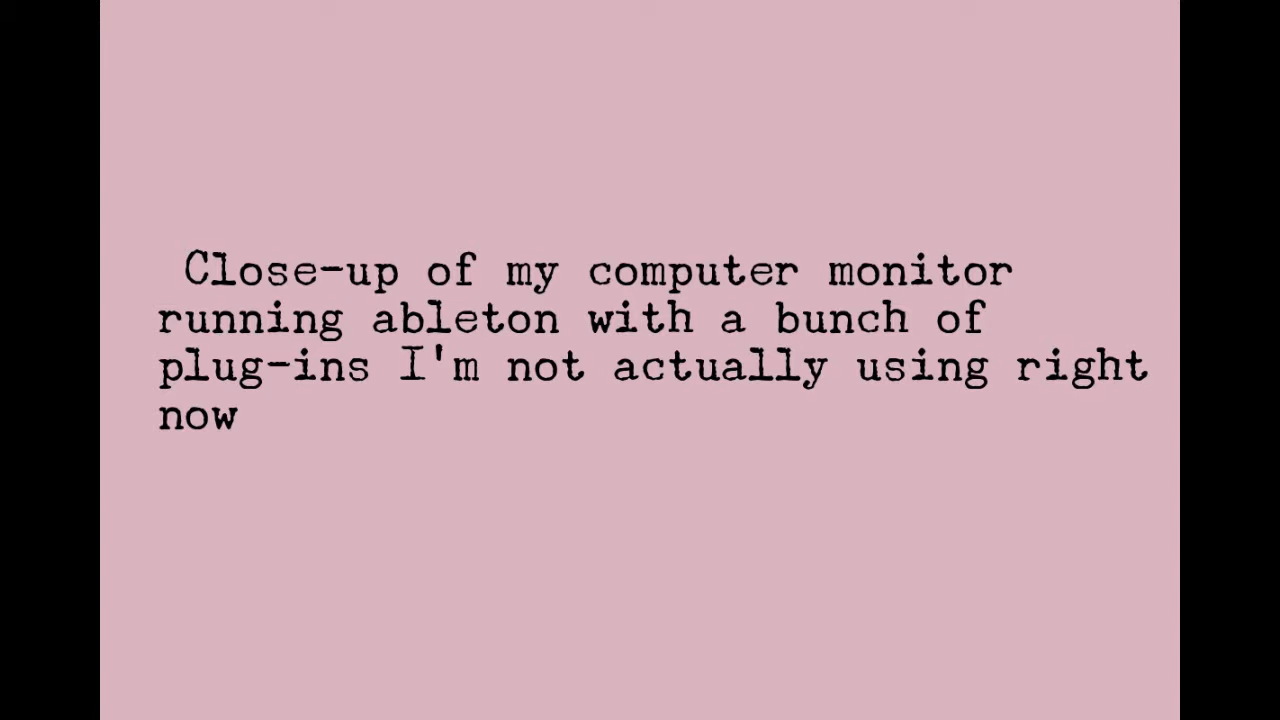 Close-up of my computer monitor
running ableton with a bunch of
plug-ins I'm not actually using right
now